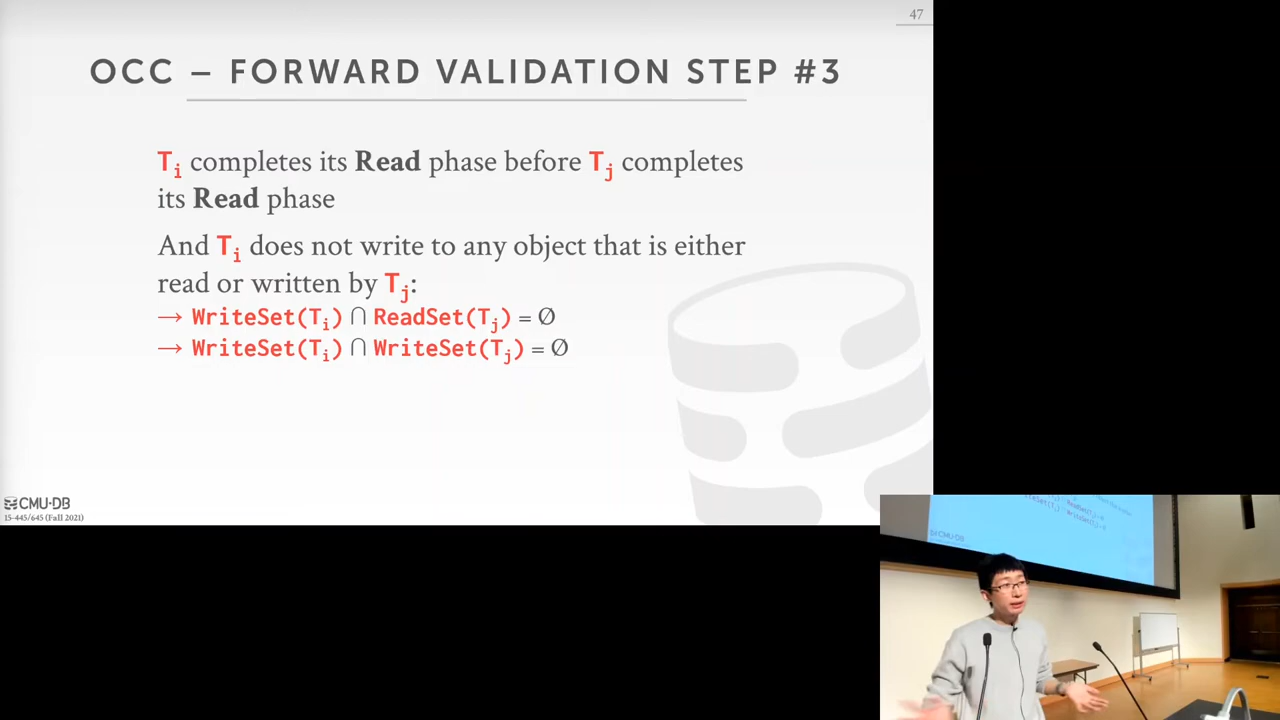 47
OCC – FORWARD VALIDATION STEP #3
Ti completes its Read phase before Tj completes
its Read phase
And Ti does not write to any object that is either
read or written by Tj:
→ WriteSet(Ti) ∩ ReadSet(Tj) = Ø
→ WriteSet(Ti) ∩ WriteSet(Tj) = Ø
CMU·DB
15-445/645 (Fall 2021)